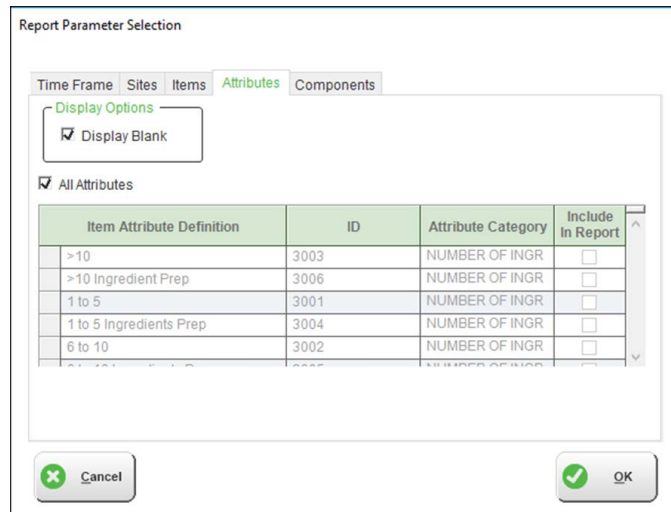 Report Parameter Selection
Time Frame Sites Items Attributes Components
Display Options
Display Blank
All Attributes
Item Attribute Definition ID Attribute Category Include In Report
>10 3003 NUMBER OF INGR
>10 Ingredient Prep 3006 NUMBER OF INGR
1 to 5 3001 NUMBER OF INGR
1 to 5 Ingredients Prep 3004 NUMBER OF INGR
6 to 10 3002 NUMBER OF INGR
Cancel OK